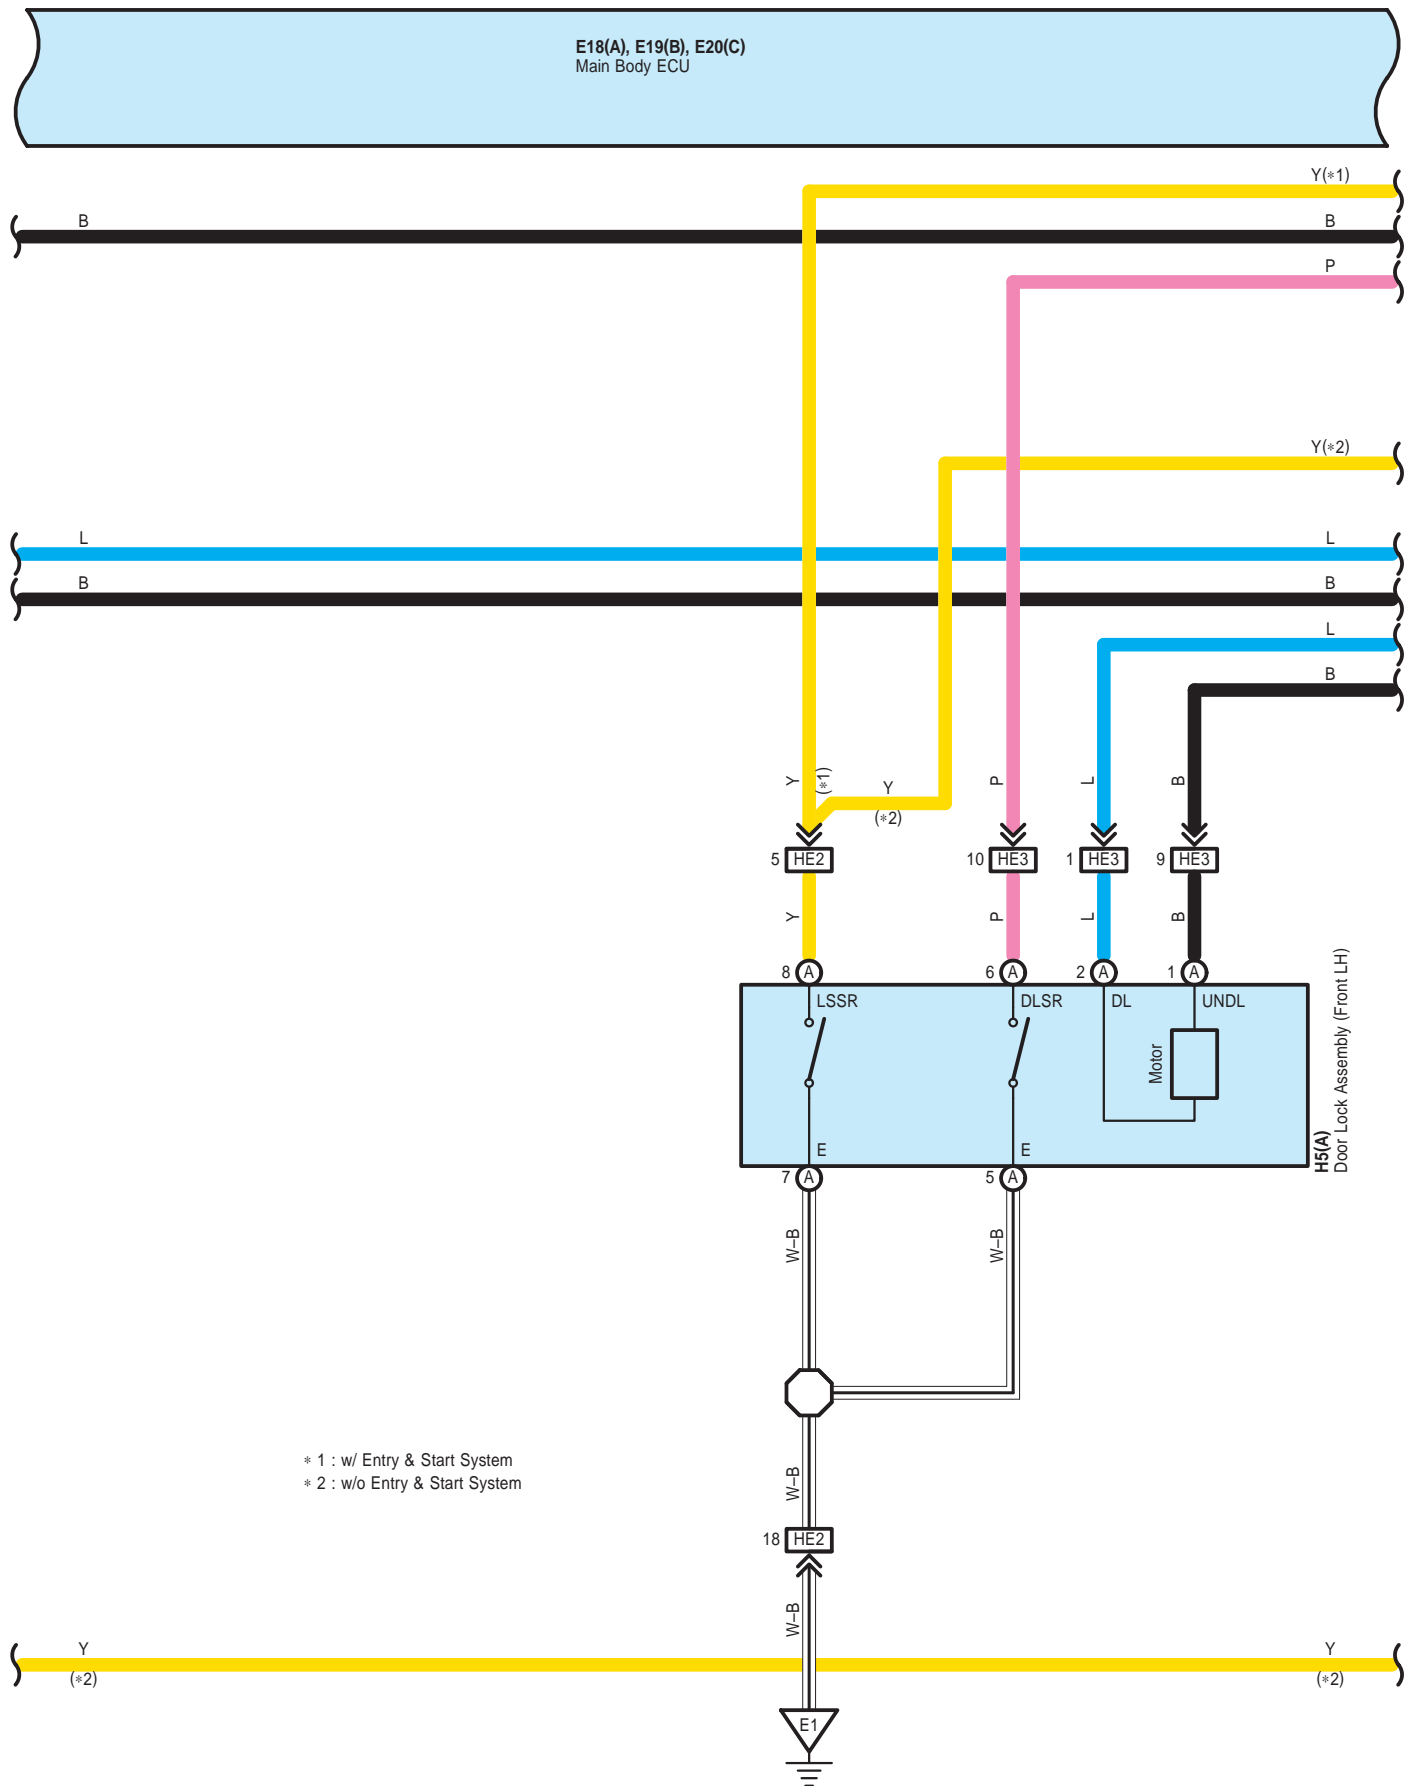 E18(A), E19(B), E20(C)
Main Body ECU
Y(*1)
B
B
P
Y(*2)
L
L
B
B
L
B
Y
(*1)
Y
(*2)
P
L
B
5 HE2
10 HE3
1 HE3
9 HE3
Y
P
L
B
8 A
6 A
2 A
1 A
LSSR
DLSR
DL
UNDL
Motor
E
E
H5(A)
Door Lock Assembly (Front LH)
7 A
5 A
W–B
W–B
* 1 : w/ Entry & Start System
* 2 : w/o Entry & Start System
W–B
18 HE2
W–B
Y
(*2)
Y
(*2)
E1